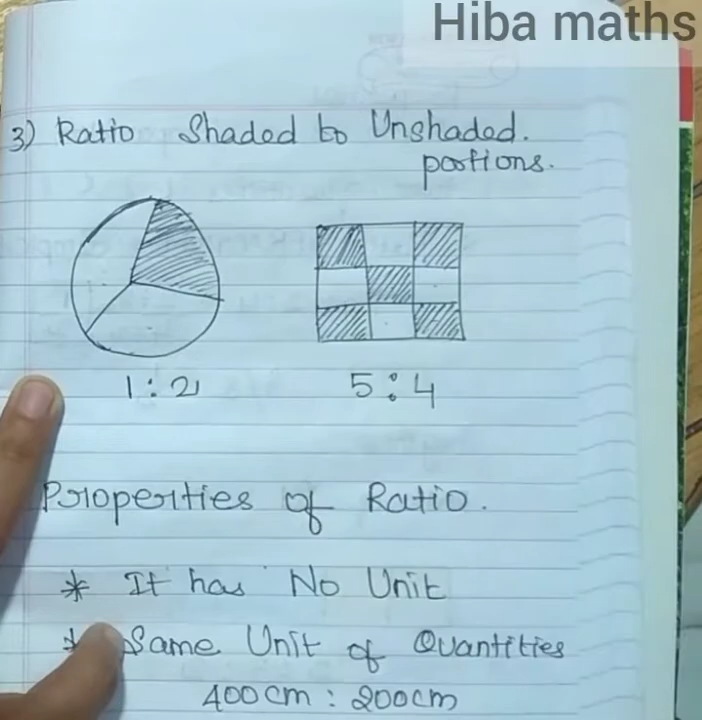 Hiba maths
3) Ratio Shaded to Unshaded.
portions.
1 : 2
5 : 4
Properties of Ratio.
* It has No Unit
* Same Unit of Quantities
400cm : 200cm